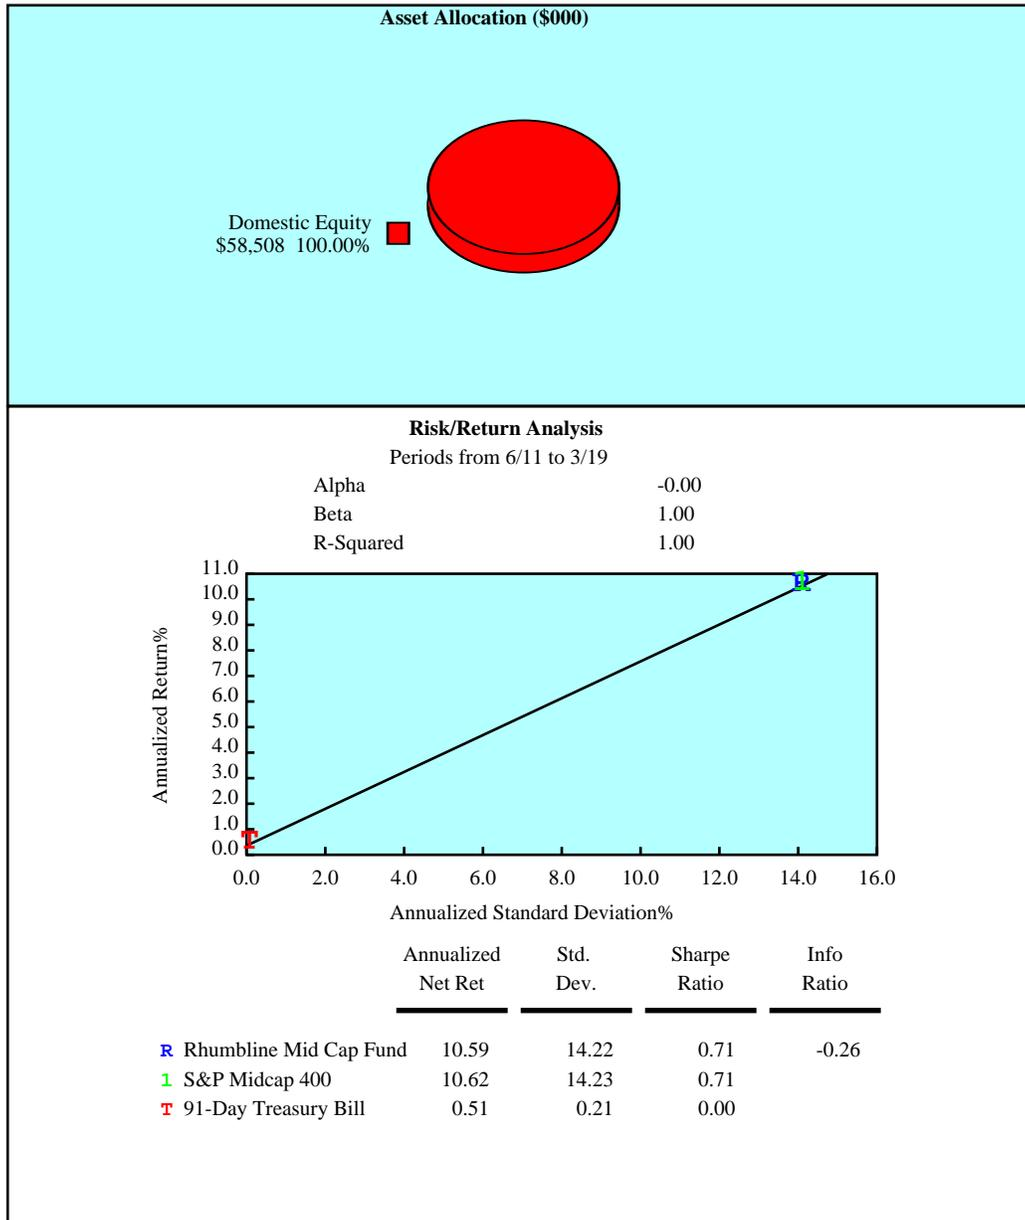 Asset Allocation ($000)
Domestic Equity
$58,508 100.00%
Risk/Return Analysis
Periods from 6/11 to 3/19
Alpha -0.00
Beta 1.00
R-Squared 1.00
11.0
10.0
9.0
8.0
7.0
6.0
5.0
4.0
3.0
2.0
1.0
0.0
Annualized Return%
R
1
T
0.0 2.0 4.0 6.0 8.0 10.0 12.0 14.0 16.0
Annualized Standard Deviation%
Annualized Std. Sharpe Info
Net Ret Dev. Ratio Ratio
R Rhumbline Mid Cap Fund 10.59 14.22 0.71 -0.26
1 S&P Midcap 400 10.62 14.23 0.71
T 91-Day Treasury Bill 0.51 0.21 0.00